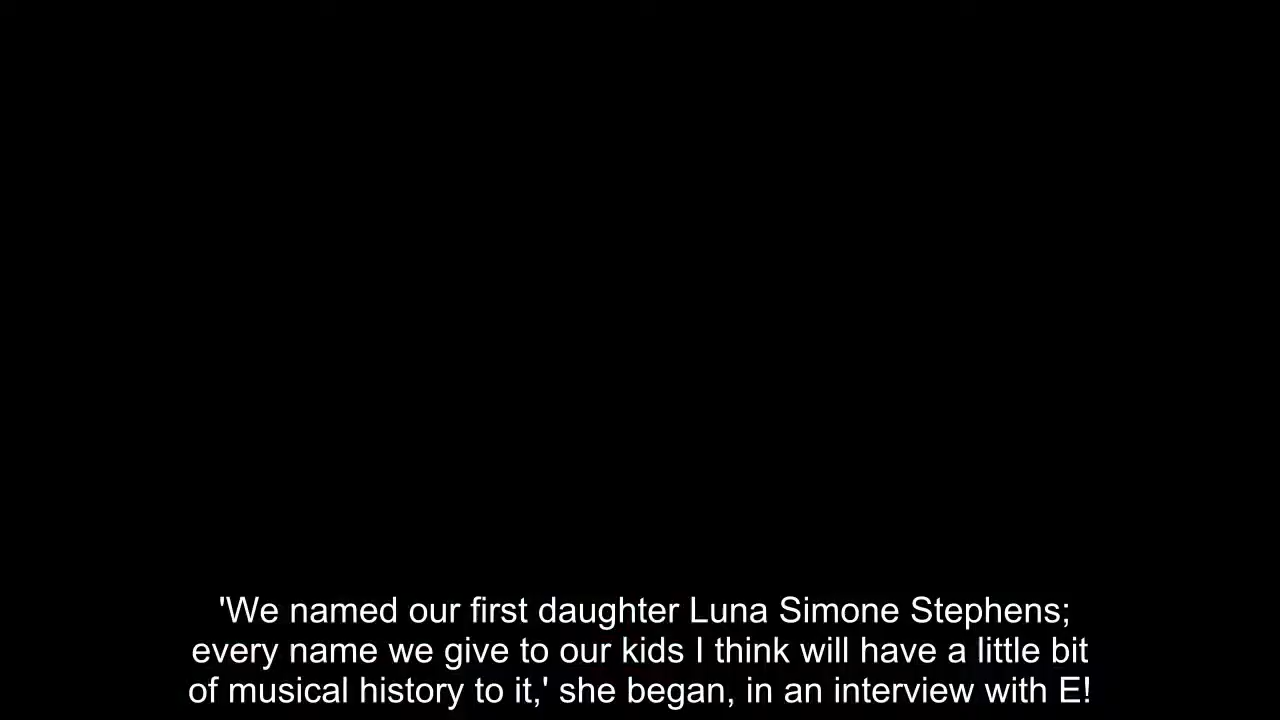 'We named our first daughter Luna Simone Stephens;
every name we give to our kids I think will have a little bit
of musical history to it,' she began, in an interview with E!